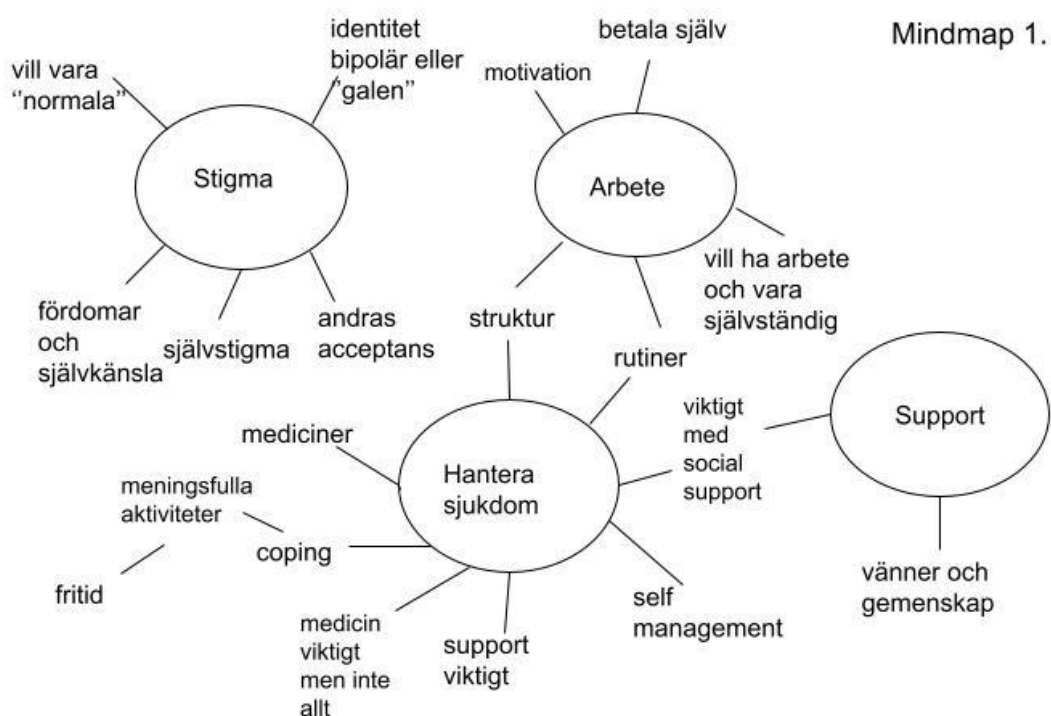 Mindmap 1.
identitet
bipolär eller
"galen"
vill vara
"normala"
Stigma
fördomar
och
självkänsla
självstigma
andras
acceptans
betala själv
motivation
Arbete
vill ha arbete
och vara
självständig
struktur
rutiner
Support
viktigt
med
social
support
vänner och
gemenskap
mediciner
Hantera
sjukdom
meningsfulla
aktiviteter
coping
fritid
medicin
viktigt
men inte
allt
support
viktigt
self
management